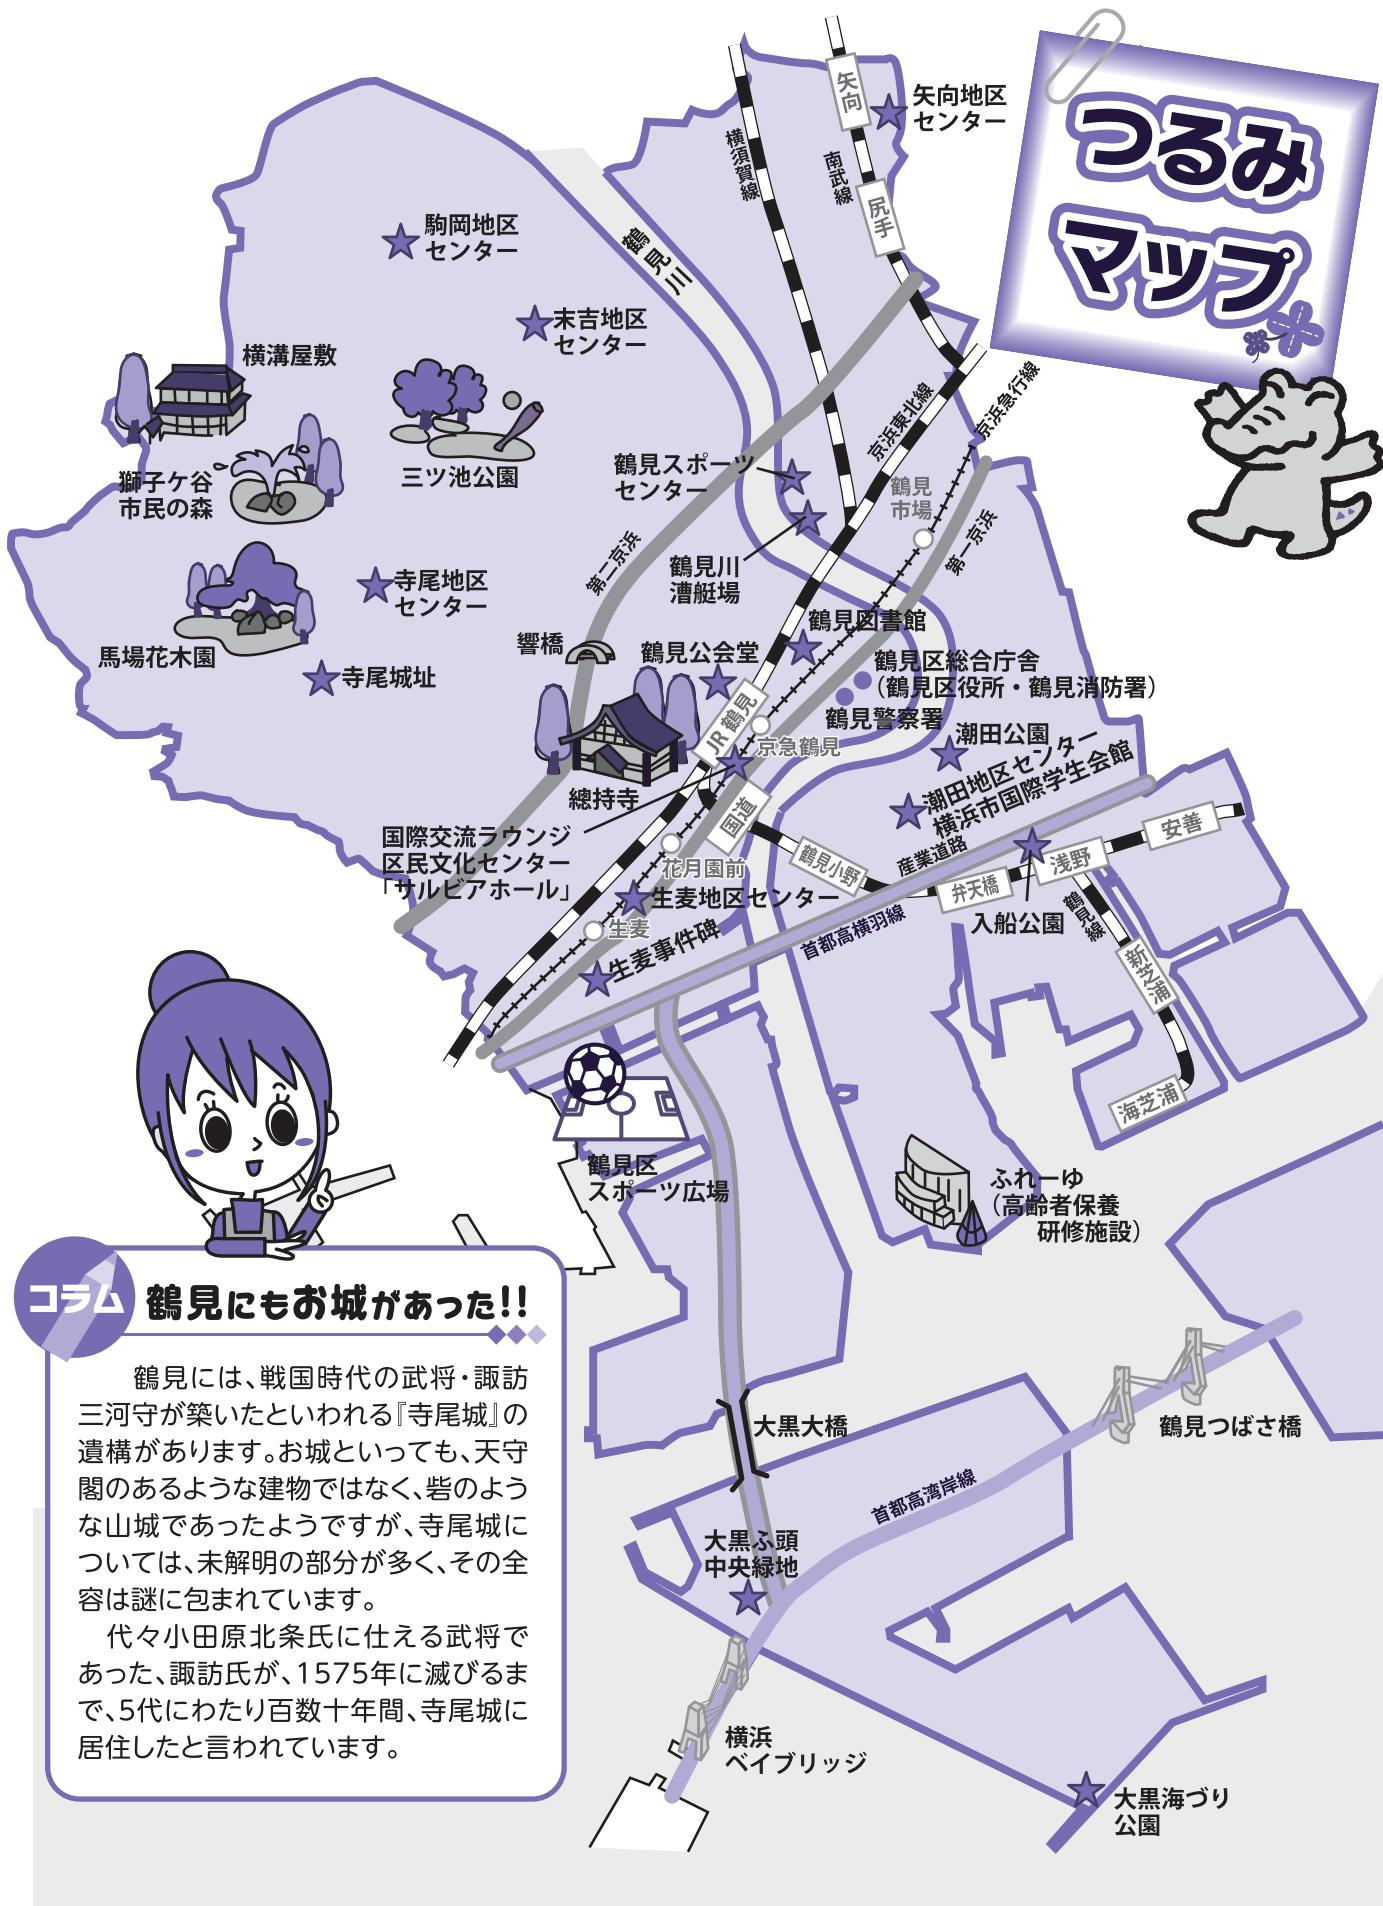 つるみ
マップ
矢向
矢向地区
センター
横須賀線
南武線
尻手
駒岡地区
センター
鶴見川
末吉地区
センター
横溝屋敷
京浜東北線
京浜急行線
三ツ池公園
鶴見スポーツ
センター
鶴見
市場
獅子ケ谷
市民の森
第二京浜
第一京浜
鶴見川
漕艇場
寺尾地区
センター
鶴見図書館
響橋
鶴見公会堂
馬場花木園
寺尾城址
鶴見区総合庁舎
（鶴見区役所・鶴見消防署）
鶴見警察署
JR鶴見
京急鶴見
潮田公園
潮田地区センター
横浜市国際学生会館
總持寺
国道
安善
国際交流ラウンジ
区民文化センター
「サルビアホール」
花月園前
鶴見小野
産業道路
浅野
弁天橋
生麦地区センター
入船公園
鶴見線
生麦
生麦事件碑
首都高横羽線
新芝浦
海芝浦
鶴見区
スポーツ広場
ふれーゆ
（高齢者保養
研修施設）
大黒大橋
鶴見つばさ橋
首都高湾岸線
大黒ふ頭
中央緑地
横浜
ベイブリッジ
大黒海づり
公園
コラム
鶴見にもお城があった!!
鶴見には、戦国時代の武将・諏訪
三河守が築いたといわれる『寺尾城』の
遺構があります。お城といっても、天守
閣のあるような建物ではなく、砦のよう
な山城であったようですが、寺尾城に
ついては、未解明の部分が多く、その全
容は謎に包まれています。
代々小田原北条氏に仕える武将で
あった、諏訪氏が、1575年に滅びるま
で、5代にわたり百数十年間、寺尾城に
居住したと言われています。